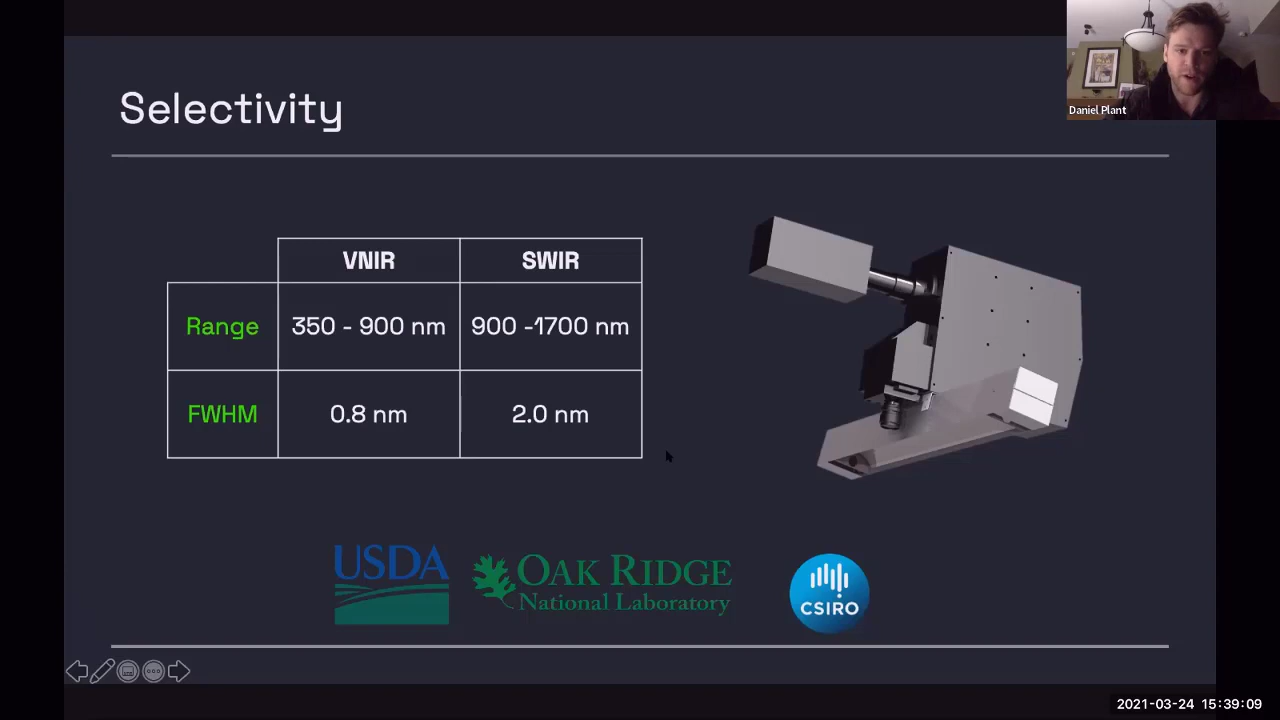 Selectivity
Daniel Plant
VNIR SWIR
Range 350 - 900 nm 900 -1700 nm
FWHM 0.8 nm 2.0 nm
USDA
OAK RIDGE
National Laboratory
CSIRO
2021-03-24 15:39:09